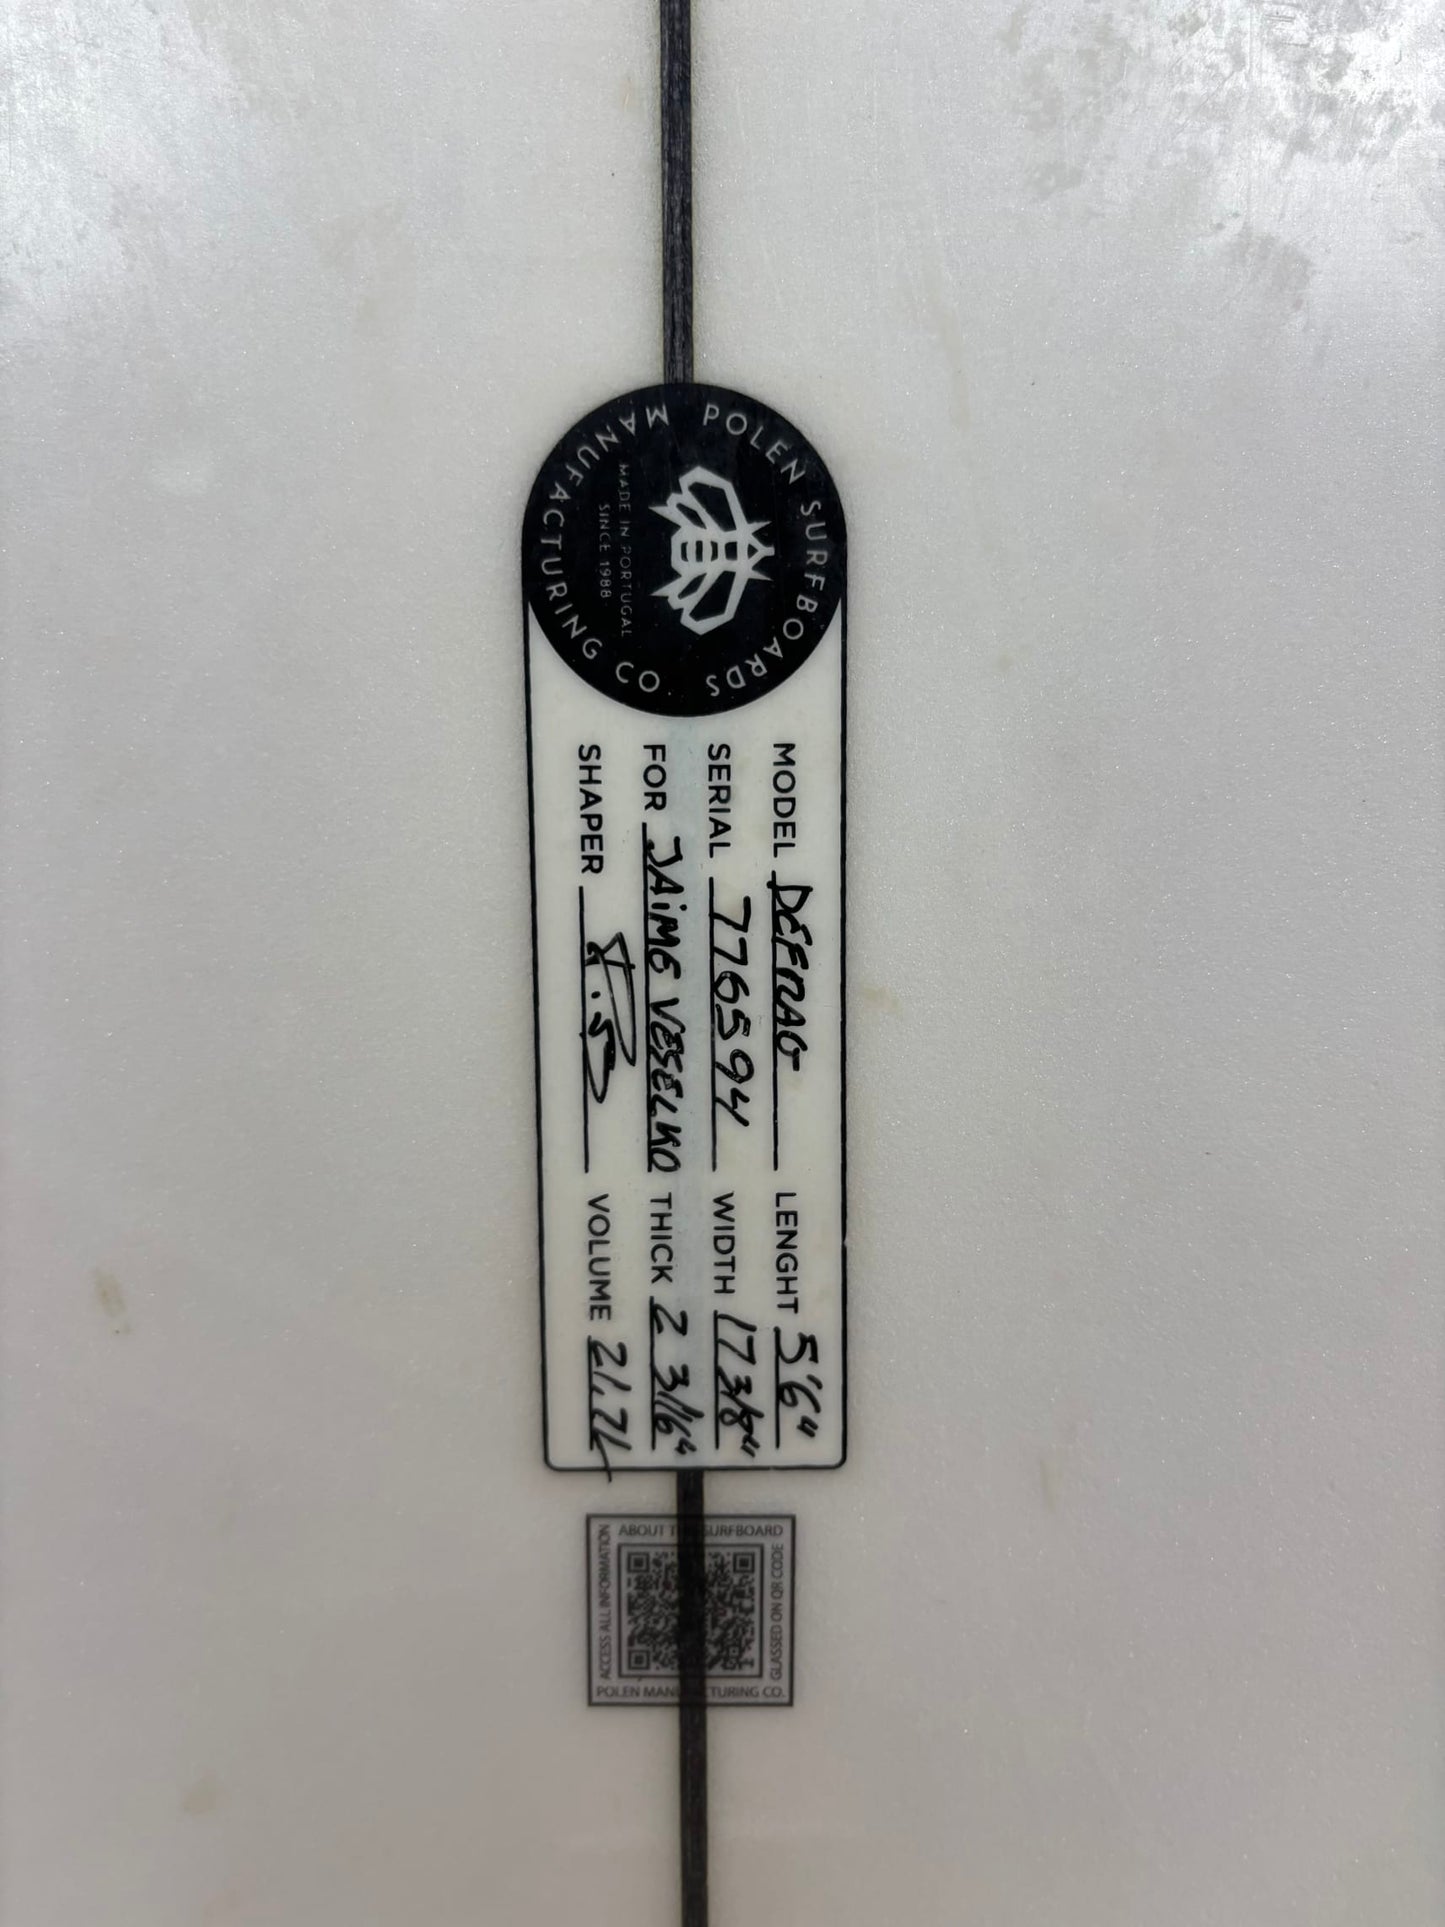 POLEN SURFBOARDS
MANUFACTURING CO.
MADE IN PORTUGAL
SINCE 1988
MODEL DEFRAG LENGHT 5'6"
SERIAL 776594 WIDTH 17 3/8"
FOR JAIME VESELKO THICK 2 3/16"
SHAPER VOLUME 21,7L
ABOUT THIS SURFBOARD
GLASSED ON QR CODE
POLEN MANUFACTURING CO.
ACCESS ALL INFORMATION